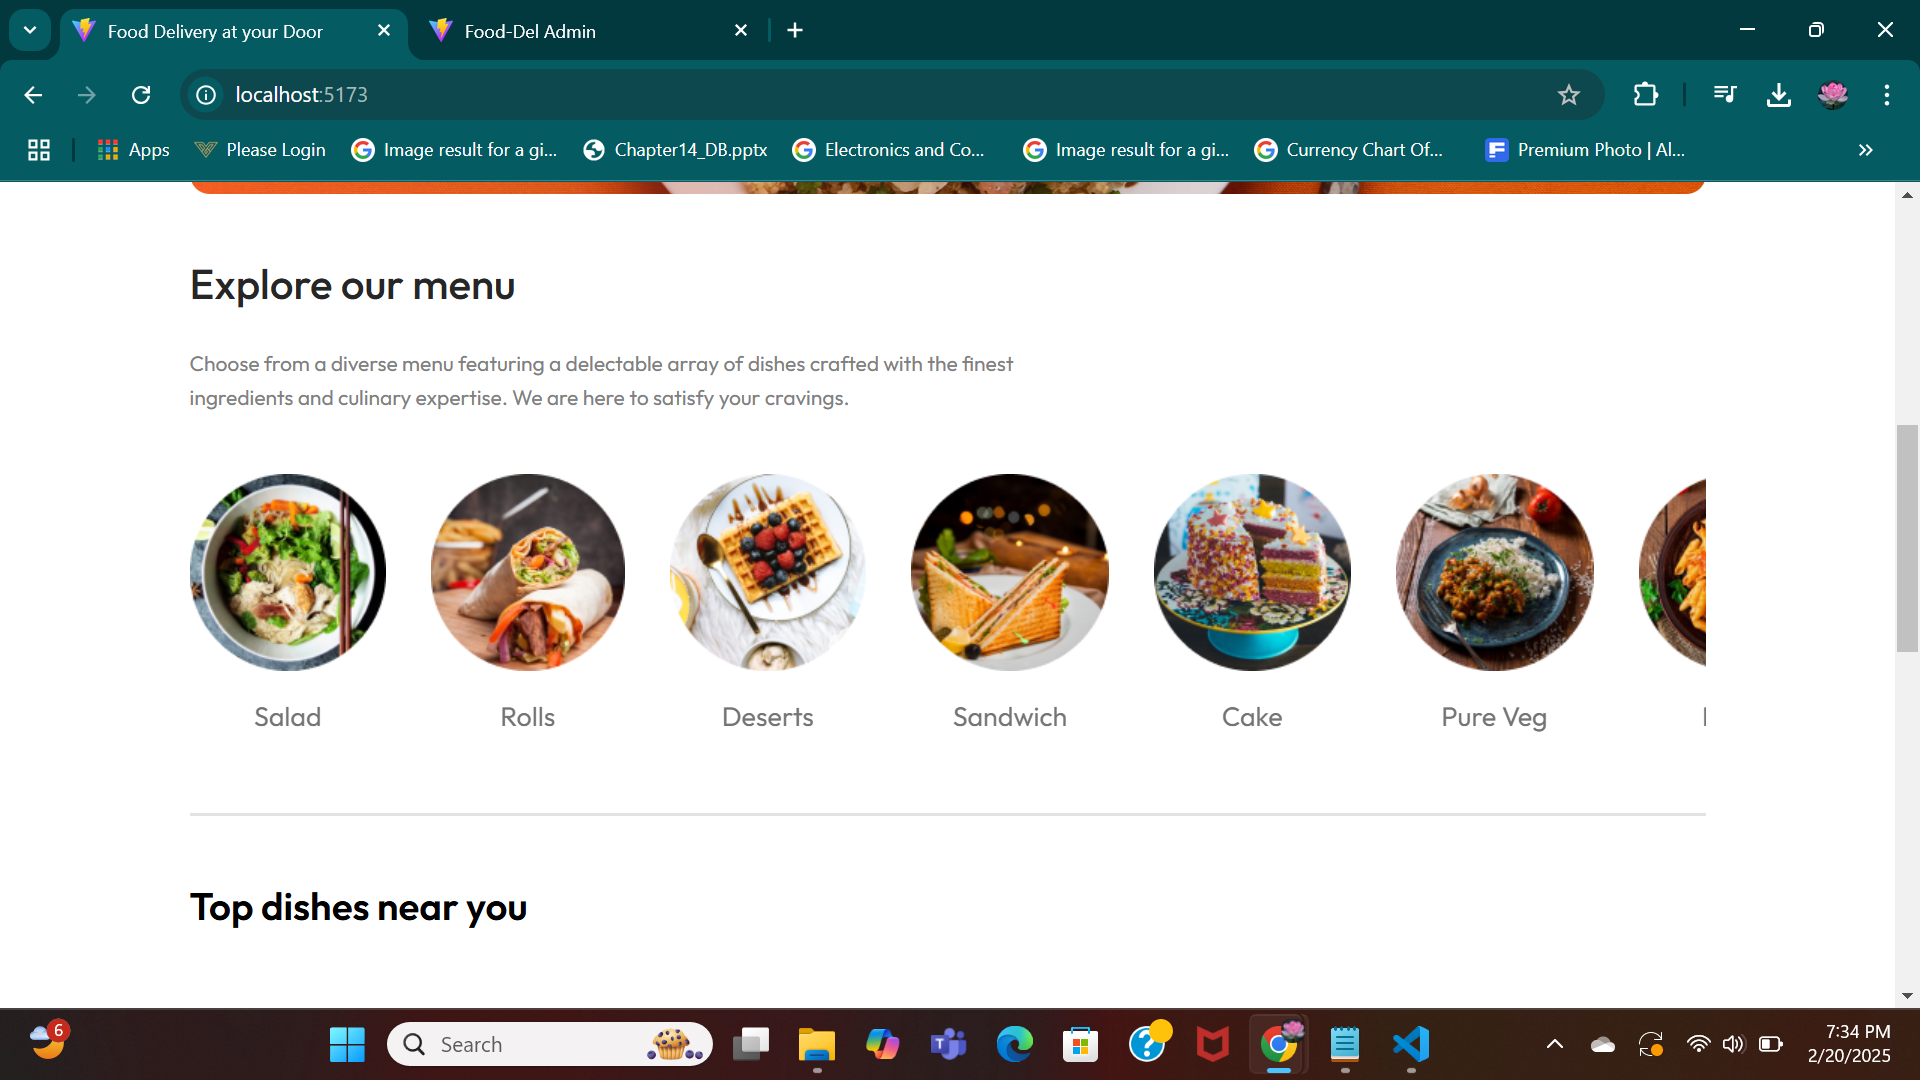 Food Delivery at your Door
Food-Del Admin
localhost:5173
Apps
Please Login
Image result for a gi...
Chapter14_DB.pptx
Electronics and Co...
Image result for a gi...
Currency Chart Of...
Premium Photo | Al...
Explore our menu
Choose from a diverse menu featuring a delectable array of dishes crafted with the finest
ingredients and culinary expertise. We are here to satisfy your cravings.
Salad
Rolls
Deserts
Sandwich
Cake
Pure Veg
Top dishes near you
6
Search
7:34 PM
2/20/2025